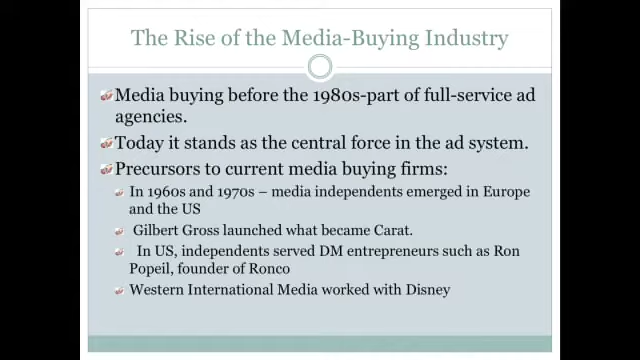 The Rise of the Media-Buying Industry
Media buying before the 1980s-part of full-service ad
agencies.
Today it stands as the central force in the ad system.
Precursors to current media buying firms:
In 1960s and 1970s – media independents emerged in Europe
and the US
Gilbert Gross launched what became Carat.
In US, independents served DM entrepreneurs such as Ron
Popeil, founder of Ronco
Western International Media worked with Disney